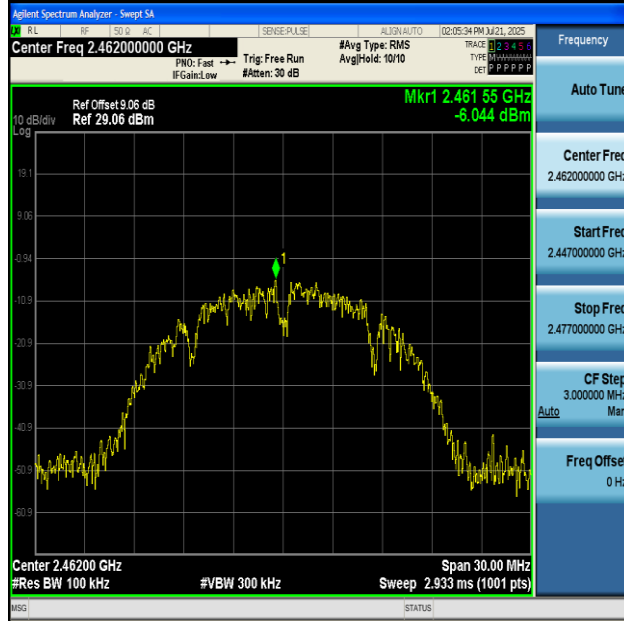 Agilent Spectrum Analyzer - Swept SA
RL RF 50 Ω AC SENSE:PULSE ALIGN AUTO 02:05:34 PM Jul 21, 2025
Center Freq 2.462000000 GHz
PNO: Fast
IFGain:Low
Trig: Free Run
#Atten: 30 dB
#Avg Type: RMS
Avg|Hold: 10/10
TRACE 1 2 3 4 5 6
TYPE M
DET P P P P P P
Ref Offset 9.06 dB
Ref 29.06 dBm
10 dB/div
Log
Mkr1 2.461 55 GHz
-6.044 dBm
19.1
9.06
-0.94
-10.9
-20.9
-30.9
-40.9
-50.9
-60.9
1
Center 2.46200 GHz
#Res BW 100 kHz
#VBW 300 kHz
Span 30.00 MHz
Sweep 2.933 ms (1001 pts)
MSG
STATUS
Frequency
Auto Tune
Center Freq
2.462000000 GHz
Start Freq
2.447000000 GHz
Stop Freq
2.477000000 GHz
CF Step
3.000000 MHz
Auto Man
Freq Offset
0 Hz